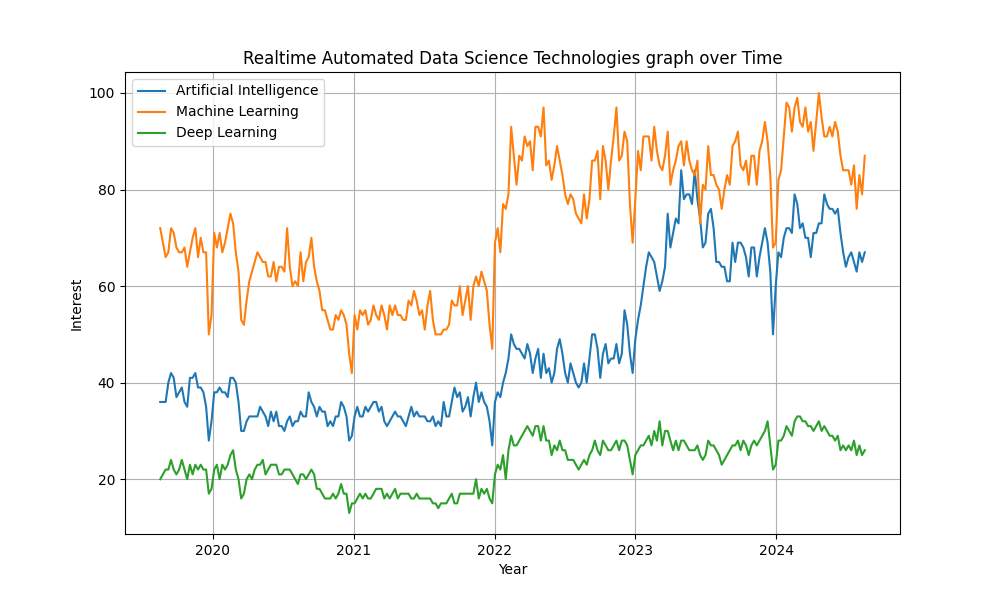 Realtime Automated Data Science Technologies graph over Time
Artificial Intelligence
Machine Learning
Deep Learning
100
80
60
40
20
Interest
2020 2021 2022 2023 2024
Year